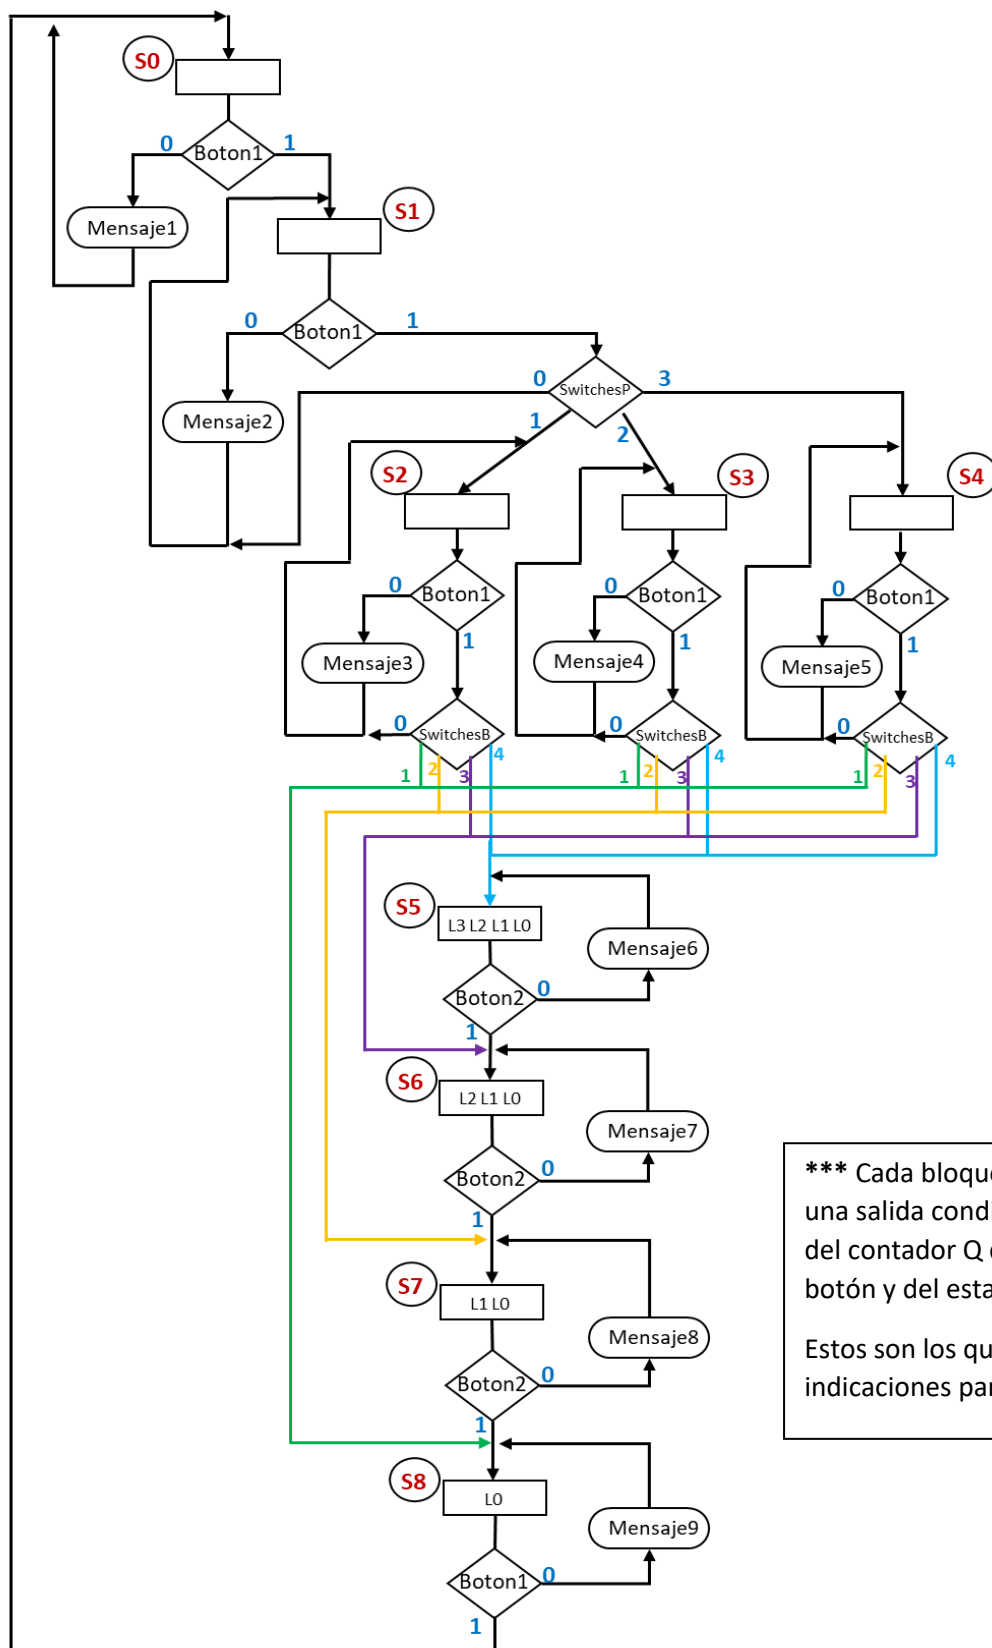 S0
0
Boton1
1
Mensaje1
S1
0
Boton1
1
Mensaje2
0
SwitchesP
3
1
2
S2
S3
S4
0
Boton1
1
0
Boton1
1
0
Boton1
1
Mensaje3
Mensaje4
Mensaje5
0
SwitchesB
4
1
2
3
0
SwitchesB
4
1
2
3
0
SwitchesB
4
1
2
3
S5
L3 L2 L1 L0
Mensaje6
Boton2
0
1
S6
L2 L1 L0
Mensaje7
Boton2
0
1
*** Cada bloque
una salida condi
del contador Q
botón y del esta
Estos son los qu
indicaciones par
S7
L1 L0
Mensaje8
Boton2
0
1
S8
L0
Mensaje9
Boton1
0
1